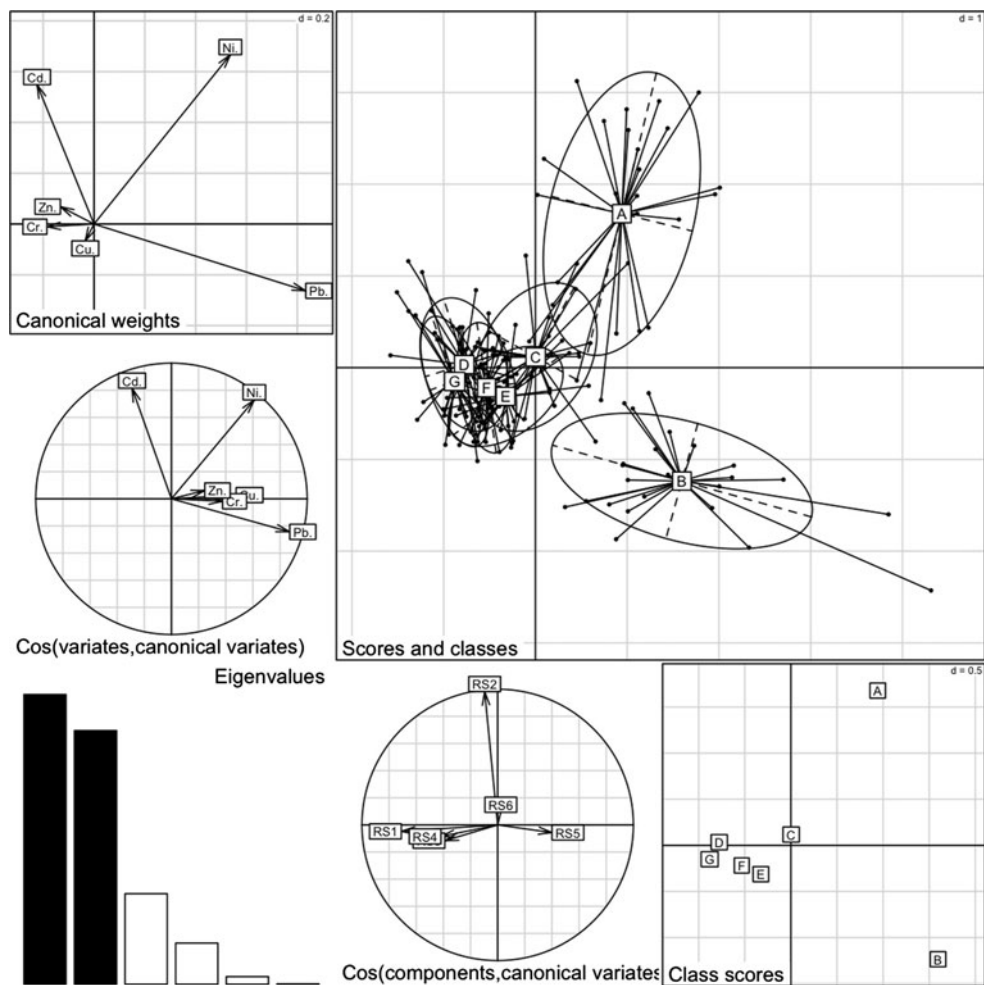 d = 0.2
Ni.
Cd.
Zn.
Cr.
Cu.
Pb.
Canonical weights
d = 1
A
C
D
G
F
E
B
Scores and classes
Cd.
Ni.
Zn.
Cu.
Cr.
Pb.
Cos(variates,canonical variates)
Eigenvalues
RS2
RS6
RS1
RS4
RS5
Cos(components,canonical variates
d = 0.5
A
C
D
G
F
E
B
Class scores